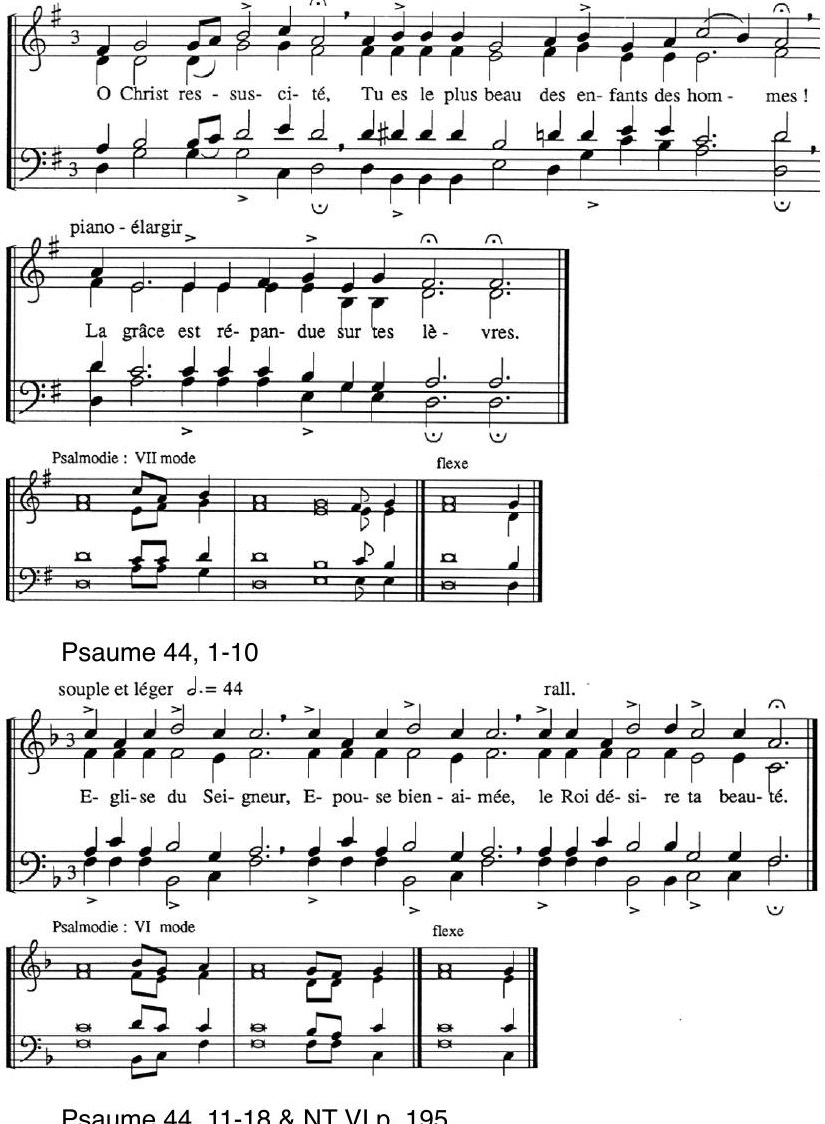 O Christ res - sus- ci- té, Tu es le plus beau des en- fants des hom - mes !
piano - élargir
La grâce est ré- pan- due sur tes lè - vres.
Psalmodie : VII mode
flexe
Psaume 44, 1-10
souple et léger 𝅗𝅥. = 44 rall.
E- gli-se du Sei- gneur, E- pou- se bien - ai- mée, le Roi dé- si- re ta beau- té.
Psalmodie : VI mode
flexe
Psaume 44, 11-18 & NT VI p. 195